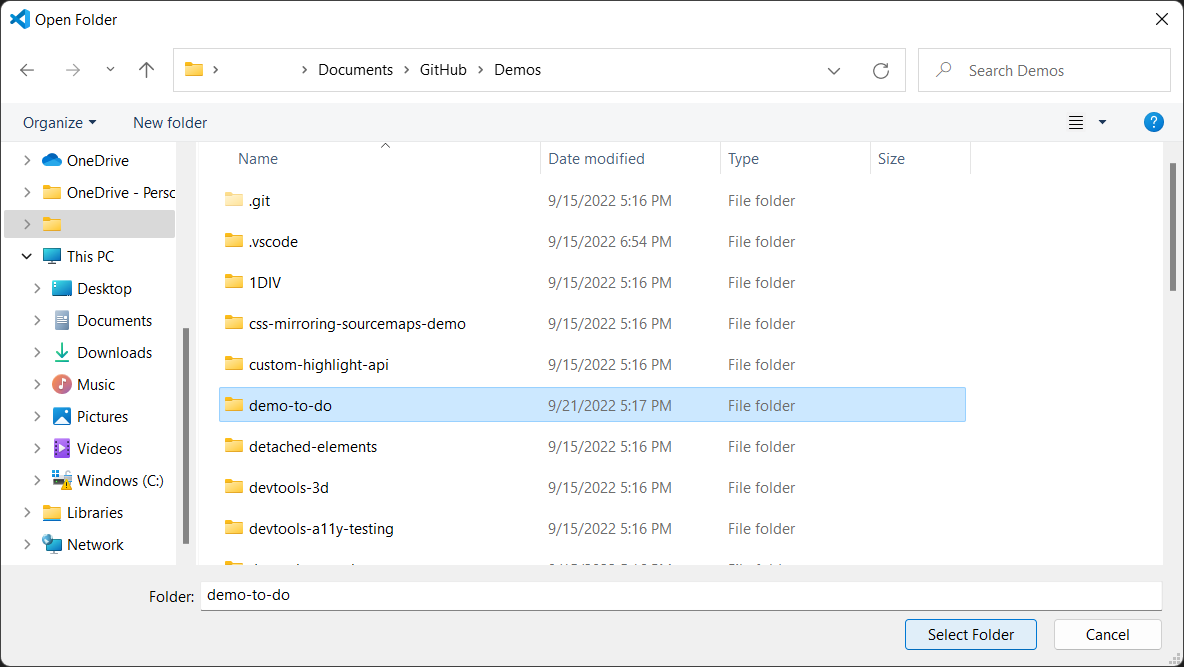 Open Folder
Documents GitHub Demos
Search Demos
Organize New folder
?
Name Date modified Type Size
OneDrive
OneDrive - Persc
This PC
Desktop
Documents
Downloads
Music
Pictures
Videos
Windows (C:)
Libraries
Network
.git 9/15/2022 5:16 PM File folder
.vscode 9/15/2022 6:54 PM File folder
1DIV 9/15/2022 5:16 PM File folder
css-mirroring-sourcemaps-demo 9/15/2022 5:16 PM File folder
custom-highlight-api 9/15/2022 5:16 PM File folder
demo-to-do 9/21/2022 5:17 PM File folder
detached-elements 9/15/2022 5:16 PM File folder
devtools-3d 9/15/2022 5:16 PM File folder
devtools-a11y-testing 9/15/2022 5:16 PM File folder
Folder: demo-to-do
Select Folder Cancel